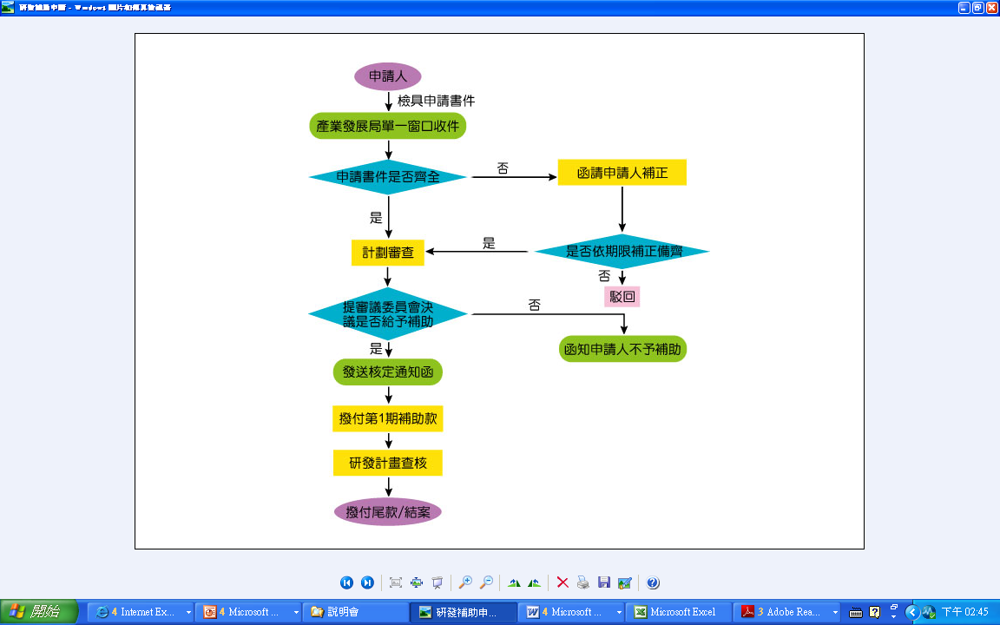 研發補助申請 - Windows 圖片和傳真檢視器
申請人
檢具申請書件
產業發展局單一窗口收件
申請書件是否齊全
否
函請申請人補正
是
計劃審查
是
是否依期限補正備齊
否
駁回
提審議委員會決
議是否給予補助
否
函知申請人不予補助
是
發送核定通知函
撥付第1期補助款
研發計畫查核
撥付尾款/結案
開始
4 Internet Ex...
4 Microsoft ...
說明會
研發補助申...
4 Microsoft ...
Microsoft Excel
3 Adobe Rea...
下午 02:45